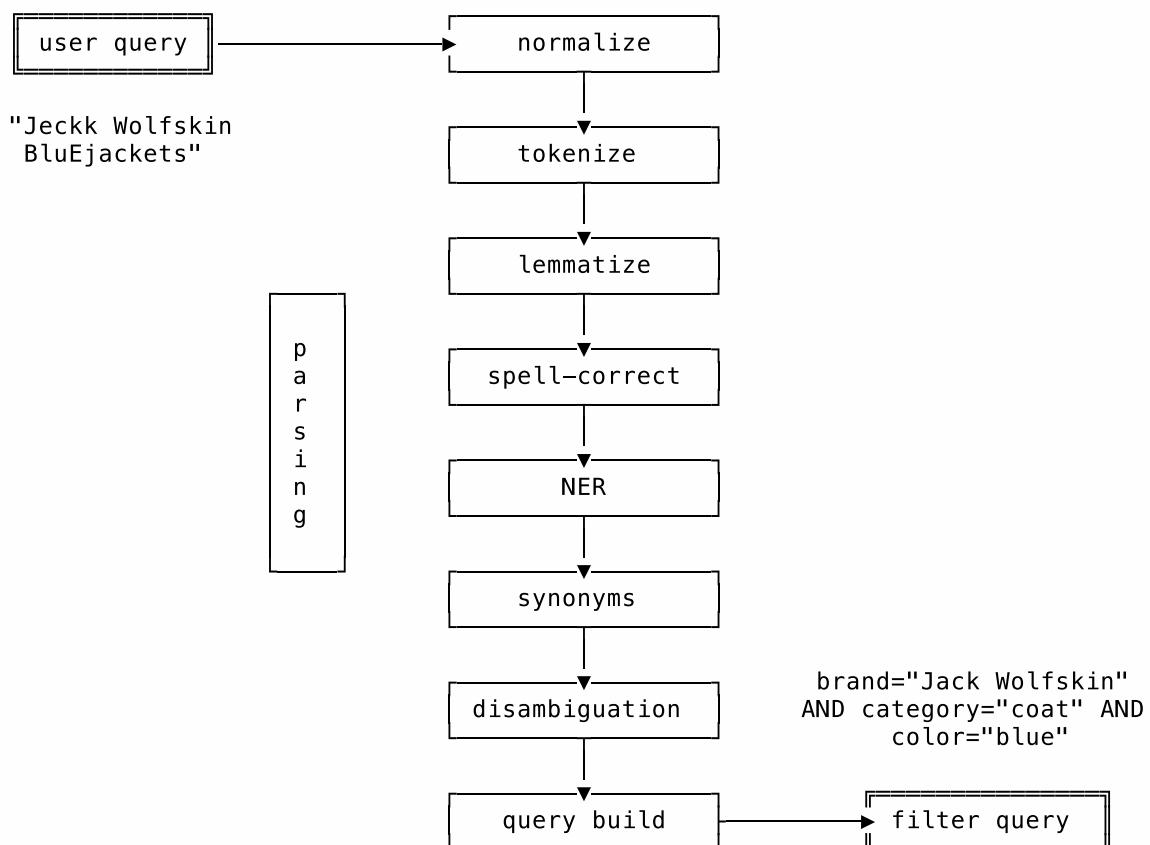 user query
normalize
"Jeckk Wolfskin
BluEjackets"
tokenize
lemmatize
parsing
spell-correct
NER
synonyms
disambiguation
brand="Jack Wolfskin"
AND category="coat" AND
color="blue"
query build
filter query